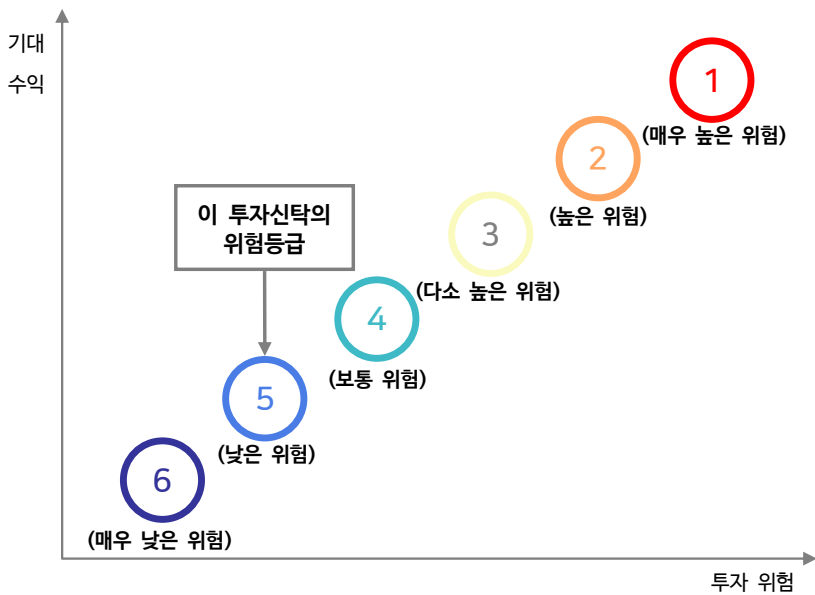 기대
수익
1
(매우 높은 위험)
2
(높은 위험)
이 투자신탁의
위험등급
3
(다소 높은 위험)
4
(보통 위험)
5
(낮은 위험)
6
(매우 낮은 위험)
투자 위험